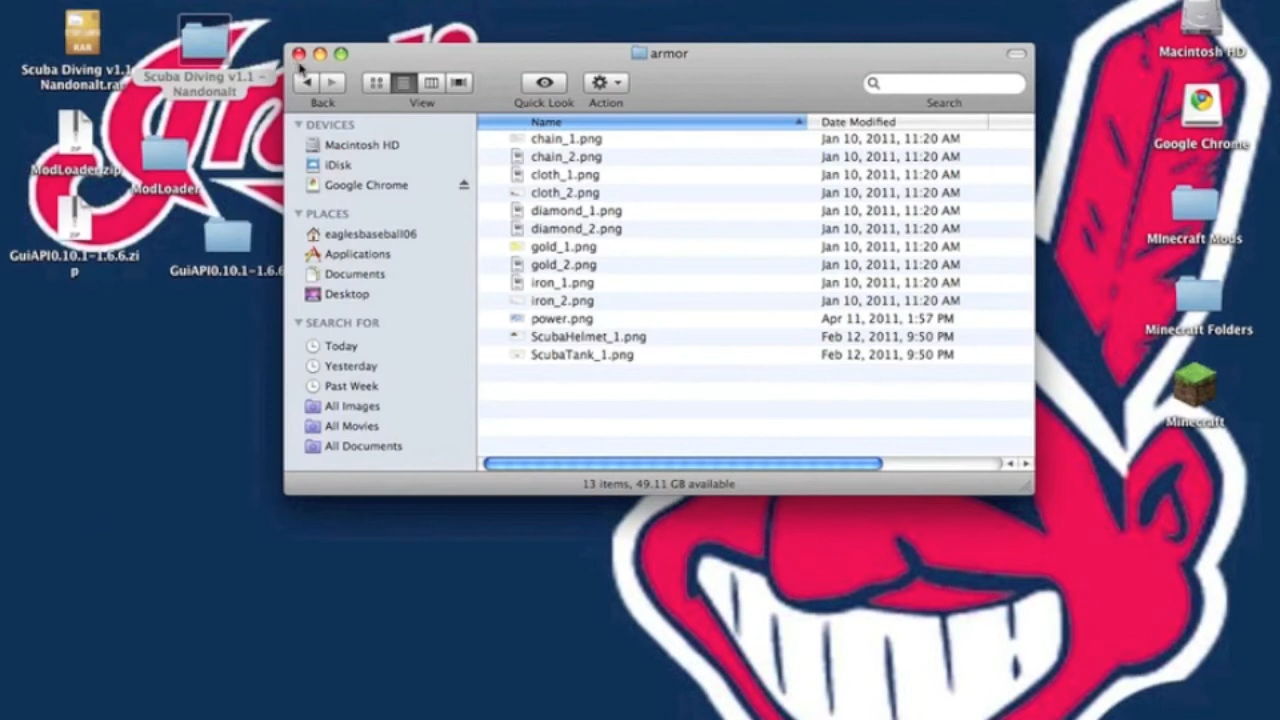 armor
Back
View
Quick Look
Action
Search
DEVICES
Macintosh HD
iDisk
Google Chrome
PLACES
eaglesbaseball06
Applications
Documents
Desktop
SEARCH FOR
Today
Yesterday
Past Week
All Images
All Movies
All Documents
Name Date Modified
chain_1.png Jan 10, 2011, 11:20 AM
chain_2.png Jan 10, 2011, 11:20 AM
cloth_1.png Jan 10, 2011, 11:20 AM
cloth_2.png Jan 10, 2011, 11:20 AM
diamond_1.png Jan 10, 2011, 11:20 AM
diamond_2.png Jan 10, 2011, 11:20 AM
gold_1.png Jan 10, 2011, 11:20 AM
gold_2.png Jan 10, 2011, 11:20 AM
iron_1.png Jan 10, 2011, 11:20 AM
iron_2.png Jan 10, 2011, 11:20 AM
power.png Apr 11, 2011, 1:57 PM
ScubaHelmet_1.png Feb 12, 2011, 9:50 PM
ScubaTank_1.png Feb 12, 2011, 9:50 PM
13 items, 49.11 GB available
RAR
Scuba Diving v1.1
Nandonalt.rar
Scuba Diving v1.1 –
Nandonalt
ZIP
ModLoader.zip
ModLoader
ZIP
GuiAPI0.10.1-1.6.6.zi
p
GuiAPI0.10.1-1.6.6
Macintosh HD
Google Chrome
Minecraft Mods
Minecraft Folders
Minecraft